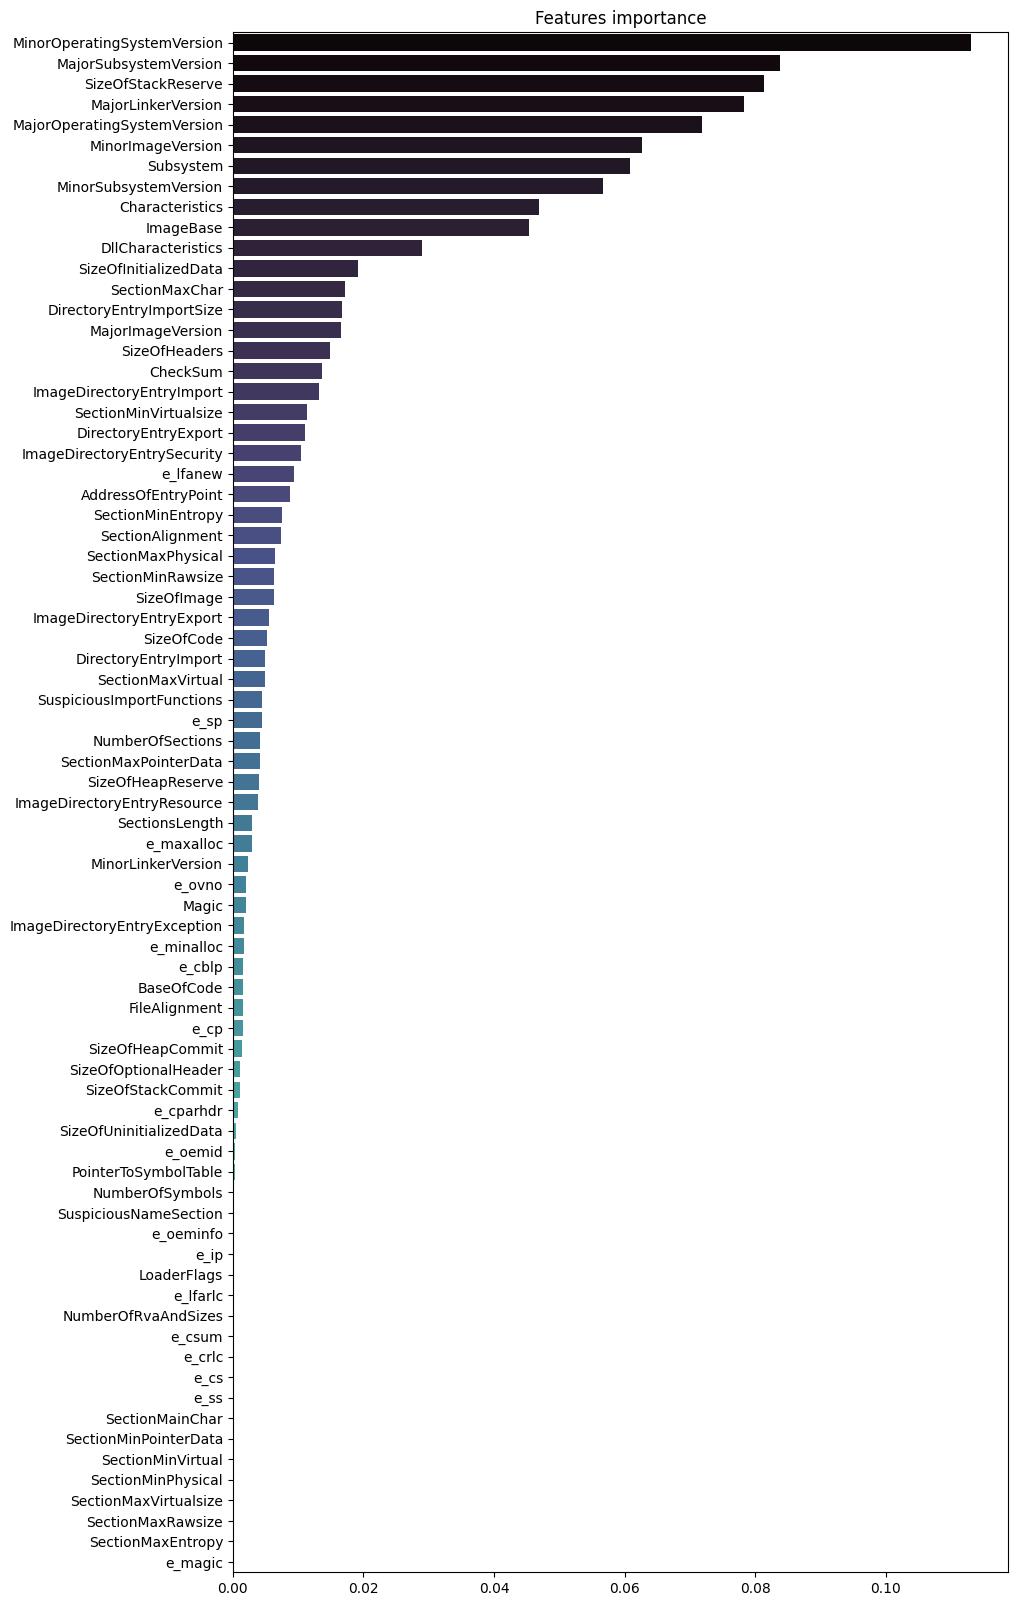 Features importance
MinorOperatingSystemVersion
MajorSubsystemVersion
SizeOfStackReserve
MajorLinkerVersion
MajorOperatingSystemVersion
MinorImageVersion
Subsystem
MinorSubsystemVersion
Characteristics
ImageBase
DllCharacteristics
SizeOfInitializedData
SectionMaxChar
DirectoryEntryImportSize
MajorImageVersion
SizeOfHeaders
CheckSum
ImageDirectoryEntryImport
SectionMinVirtualsize
DirectoryEntryExport
ImageDirectoryEntrySecurity
e_lfanew
AddressOfEntryPoint
SectionMinEntropy
SectionAlignment
SectionMaxPhysical
SectionMinRawsize
SizeOfImage
ImageDirectoryEntryExport
SizeOfCode
DirectoryEntryImport
SectionMaxVirtual
SuspiciousImportFunctions
e_sp
NumberOfSections
SectionMaxPointerData
SizeOfHeapReserve
ImageDirectoryEntryResource
SectionsLength
e_maxalloc
MinorLinkerVersion
e_ovno
Magic
ImageDirectoryEntryException
e_minalloc
e_cblp
BaseOfCode
FileAlignment
e_cp
SizeOfHeapCommit
SizeOfOptionalHeader
SizeOfStackCommit
e_cparhdr
SizeOfUninitializedData
e_oemid
PointerToSymbolTable
NumberOfSymbols
SuspiciousNameSection
e_oeminfo
e_ip
LoaderFlags
e_lfarlc
NumberOfRvaAndSizes
e_csum
e_crlc
e_cs
e_ss
SectionMainChar
SectionMinPointerData
SectionMinVirtual
SectionMinPhysical
SectionMaxVirtualsize
SectionMaxRawsize
SectionMaxEntropy
e_magic
0.00 0.02 0.04 0.06 0.08 0.10